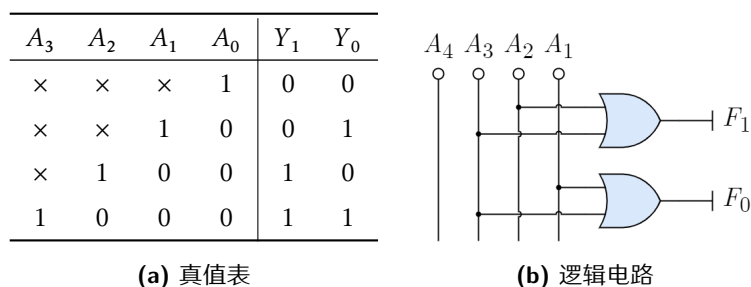 A₃ A₂ A₁ A₀ Y₁ Y₀
× × × 1 0 0
× × 1 0 0 1
× 1 0 0 1 0
1 0 0 0 1 1
(a) 真值表
A₄ A₃ A₂ A₁
F₁
F₀
(b) 逻辑电路